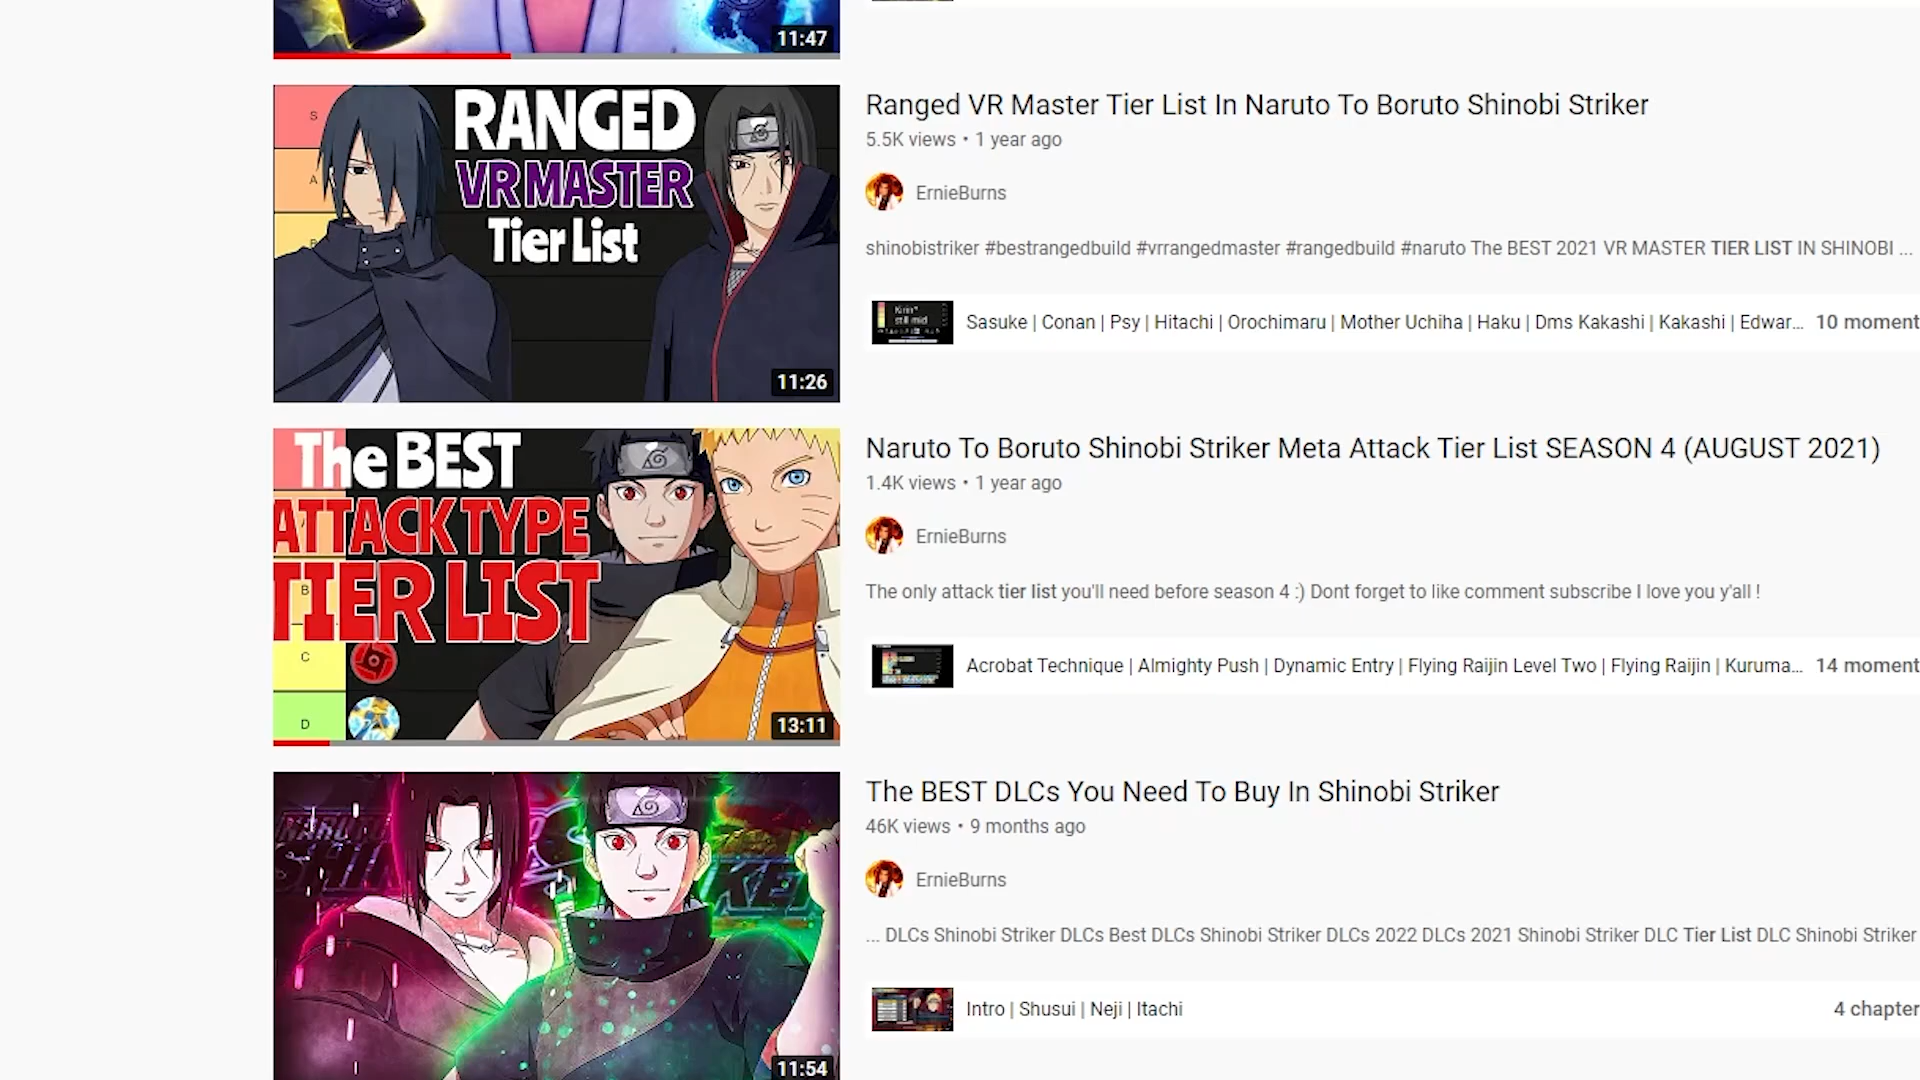 11:47
S
A
B
RANGED
VR MASTER
Tier List
11:26
Ranged VR Master Tier List In Naruto To Boruto Shinobi Striker
5.5K views • 1 year ago
ErnieBurns
shinobistriker #bestrangedbuild #vrrangedmaster #rangedbuild #naruto The BEST 2021 VR MASTER TIER LIST IN SHINOBI ...
Sasuke | Conan | Psy | Hitachi | Orochimaru | Mother Uchiha | Haku | Dms Kakashi | Kakashi | Edwar... 10 moment
The BEST
ATTACK TYPE
TIER LIST
B
C
D
13:11
Naruto To Boruto Shinobi Striker Meta Attack Tier List SEASON 4 (AUGUST 2021)
1.4K views • 1 year ago
ErnieBurns
The only attack tier list you'll need before season 4 :) Dont forget to like comment subscribe I love you y'all !
Acrobat Technique | Almighty Push | Dynamic Entry | Flying Raijin Level Two | Flying Raijin | Kuruma... 14 moment
11:54
The BEST DLCs You Need To Buy In Shinobi Striker
46K views • 9 months ago
ErnieBurns
... DLCs Shinobi Striker DLCs Best DLCs Shinobi Striker DLCs 2022 DLCs 2021 Shinobi Striker DLC Tier List DLC Shinobi Striker
Intro | Shusui | Neji | Itachi 4 chapter